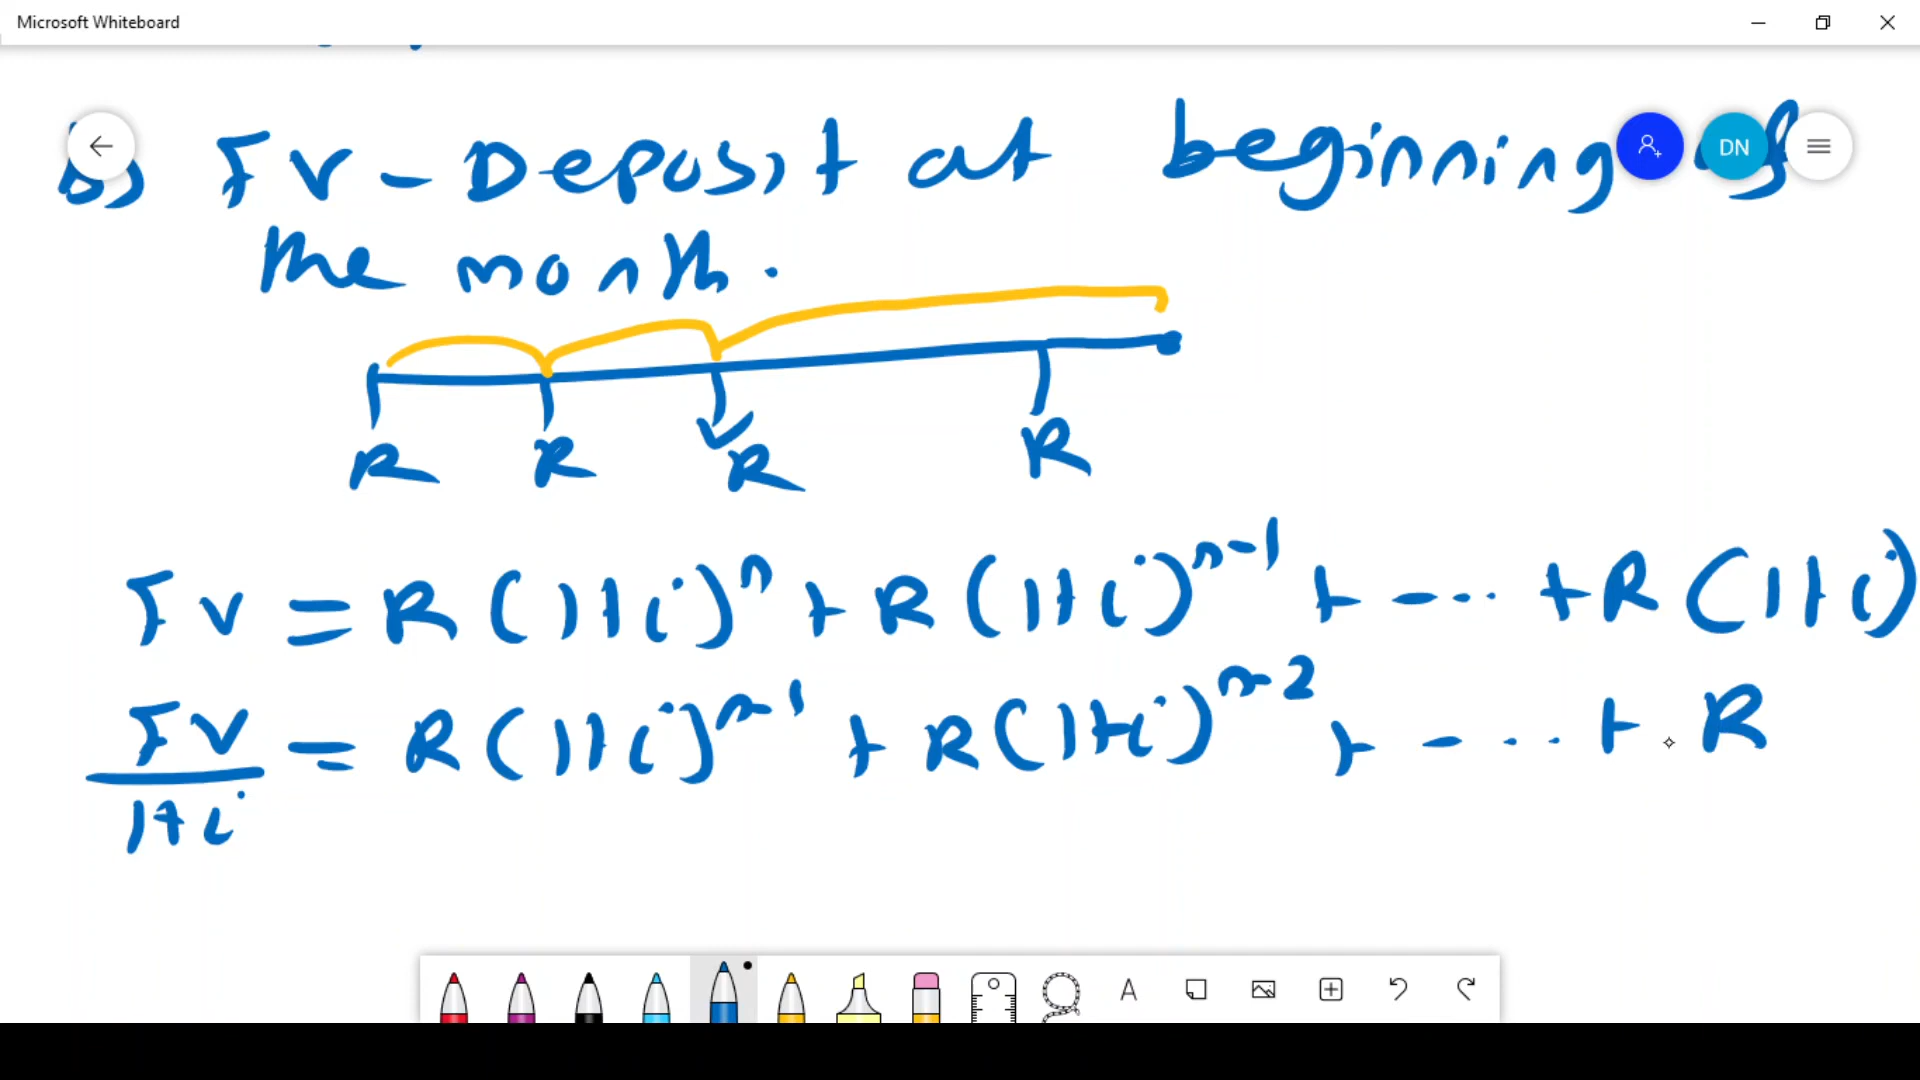 Microsoft Whiteboard
b) FV - Deposit at beginning of
DN
the month.
R R R R
FV = R(1+i)^n + R(1+i)^{n-1} + --.. + R(1+i)
FV/1+i = R(1+i)^{n-1} + R(1+i)^{n-2} + - ... + R
A